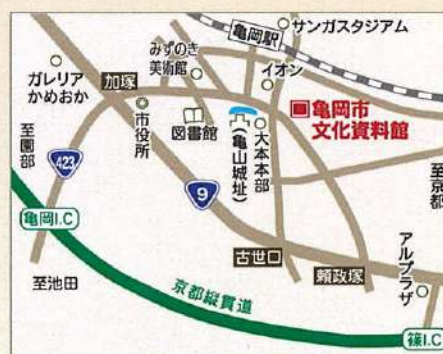 サンガスタジアム
亀岡駅
みずのき
美術館
イオン
ガレリア
かめおか
加塚
市役所
図書館
大本本部
(亀山城址)
亀岡市
文化資料館
至園部
423
9
至京都
亀岡I.C
古世口
頼政塚
アルプラザ
至池田
京都縦貫道
篠I.C